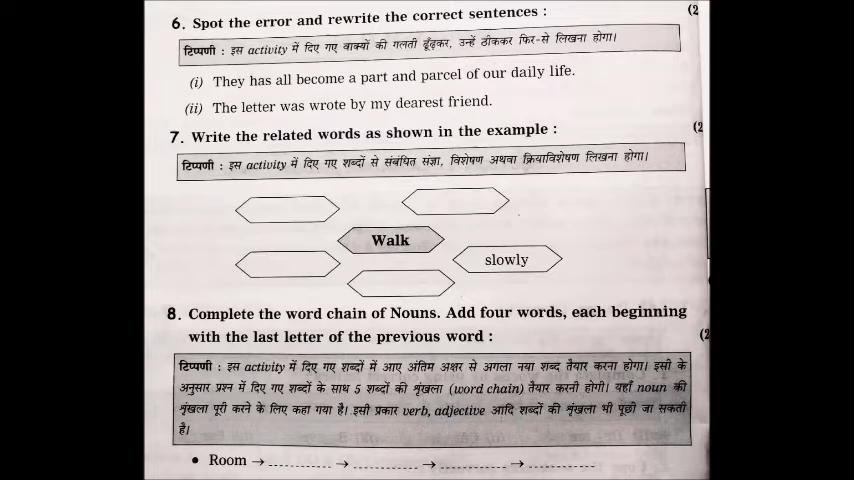 6. Spot the error and rewrite the correct sentences : (2
टिप्पणी : इस activity में दिए गए वाक्यों की गलती ढूँढ़कर, उन्हें ठीककर फिर-से लिखना होगा।
(i) They has all become a part and parcel of our daily life.
(ii) The letter was wrote by my dearest friend.
7. Write the related words as shown in the example : (2
टिप्पणी : इस activity में दिए गए शब्दों से संबंधित संज्ञा, विशेषण अथवा क्रियाविशेषण लिखना होगा।
Walk
slowly
8. Complete the word chain of Nouns. Add four words, each beginning
with the last letter of the previous word : (2
टिप्पणी : इस activity में दिए गए शब्दों में आए अंतिम अक्षर से अगला नया शब्द तैयार करना होगा। इसी के
अनुसार प्रश्न में दिए गए शब्दों के साथ 5 शब्दों की शृंखला (word chain) तैयार करनी होगी। यहाँ noun की
शृंखला पूरी करने के लिए कहा गया है। इसी प्रकार verb, adjective आदि शब्दों की शृंखला भी पूछी जा सकती
है।
• Room → .............. → .............. → .............. → ..............